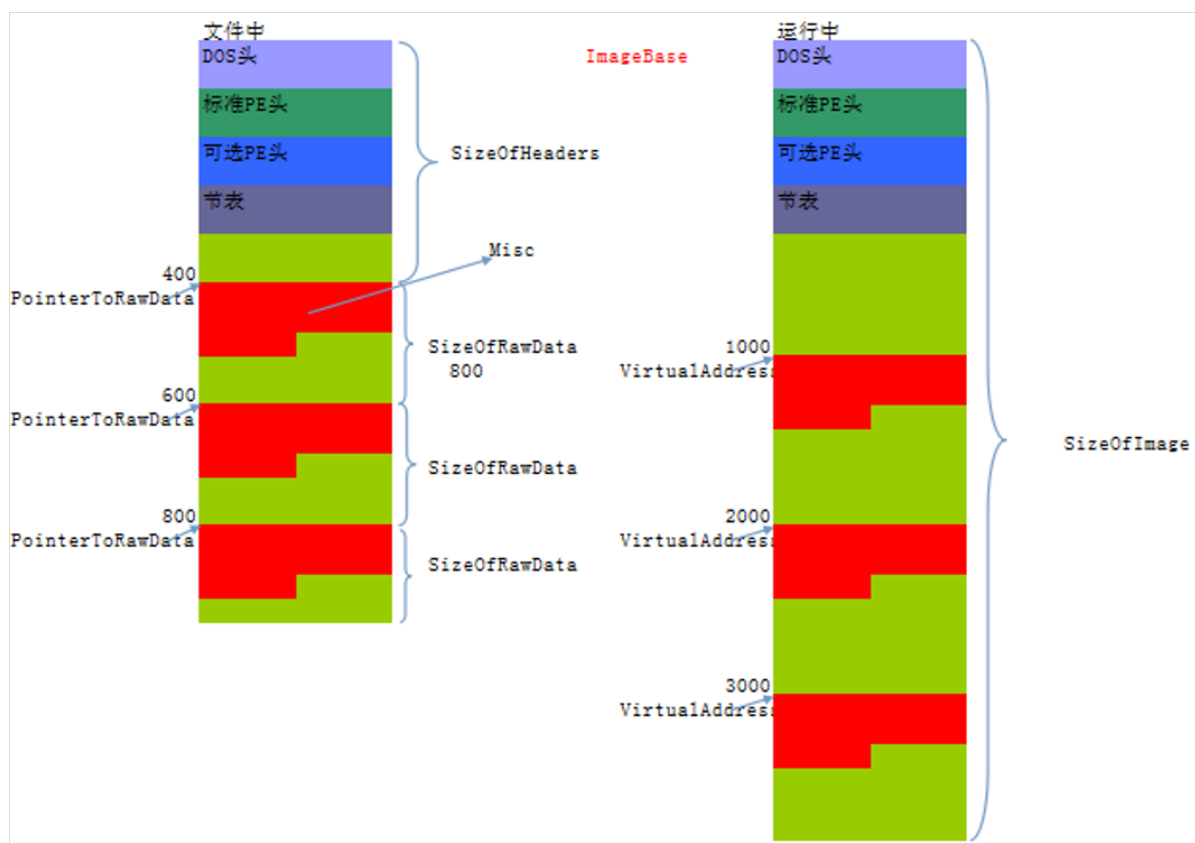 文件中
DOS头
标准PE头
可选PE头
节表
SizeOfHeaders
Misc
400
PointerToRawData
SizeOfRawData
800
600
PointerToRawData
SizeOfRawData
800
PointerToRawData
SizeOfRawData
ImageBase
运行中
DOS头
标准PE头
可选PE头
节表
1000
VirtualAddress
2000
VirtualAddress
3000
VirtualAddress
SizeOfImage